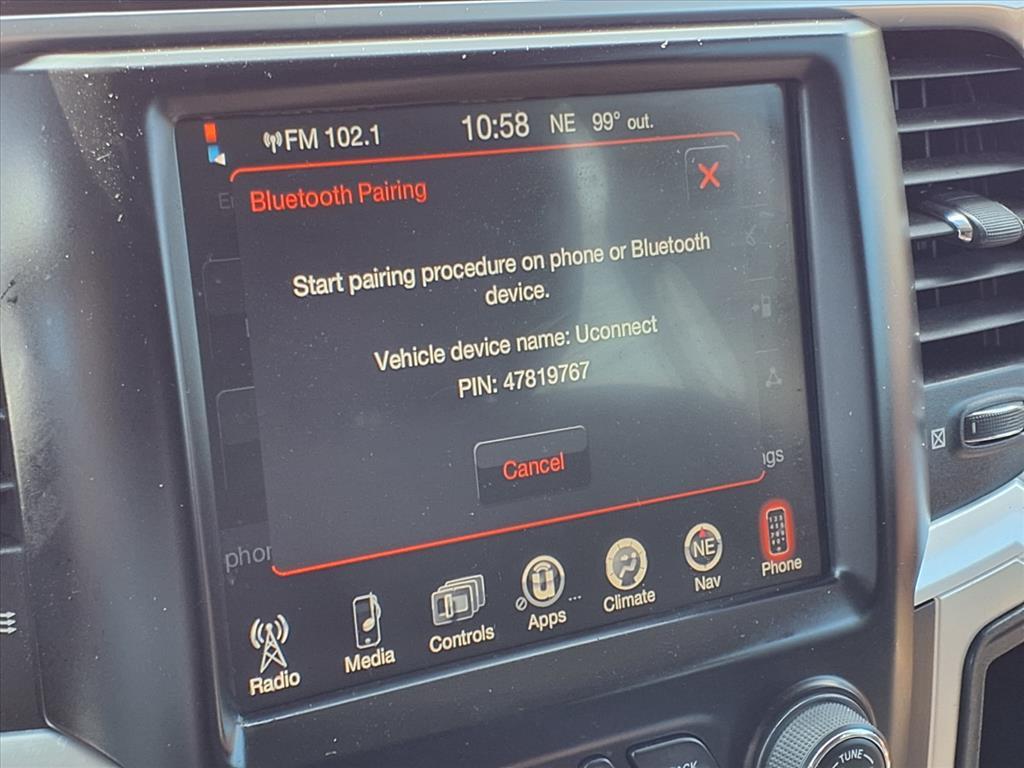 FM 102.1 10:58 NE 99° out.
Bluetooth Pairing
Start pairing procedure on phone or Bluetooth
device.
Vehicle device name: Uconnect
PIN: 47819767
Cancel
Radio Media Controls Apps ... Climate NE Nav Phone
TUNE